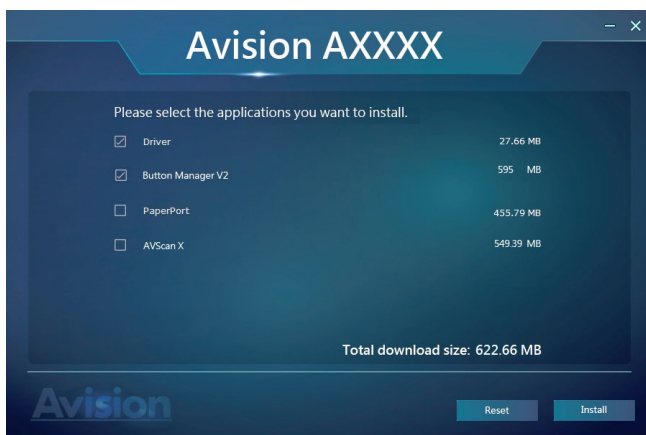 Avision AXXXX
Please select the applications you want to install.
Driver 27.66 MB
Button Manager V2 595 MB
PaperPort 455.79 MB
AVScan X 549.39 MB
Total download size: 622.66 MB
Avision
Reset Install